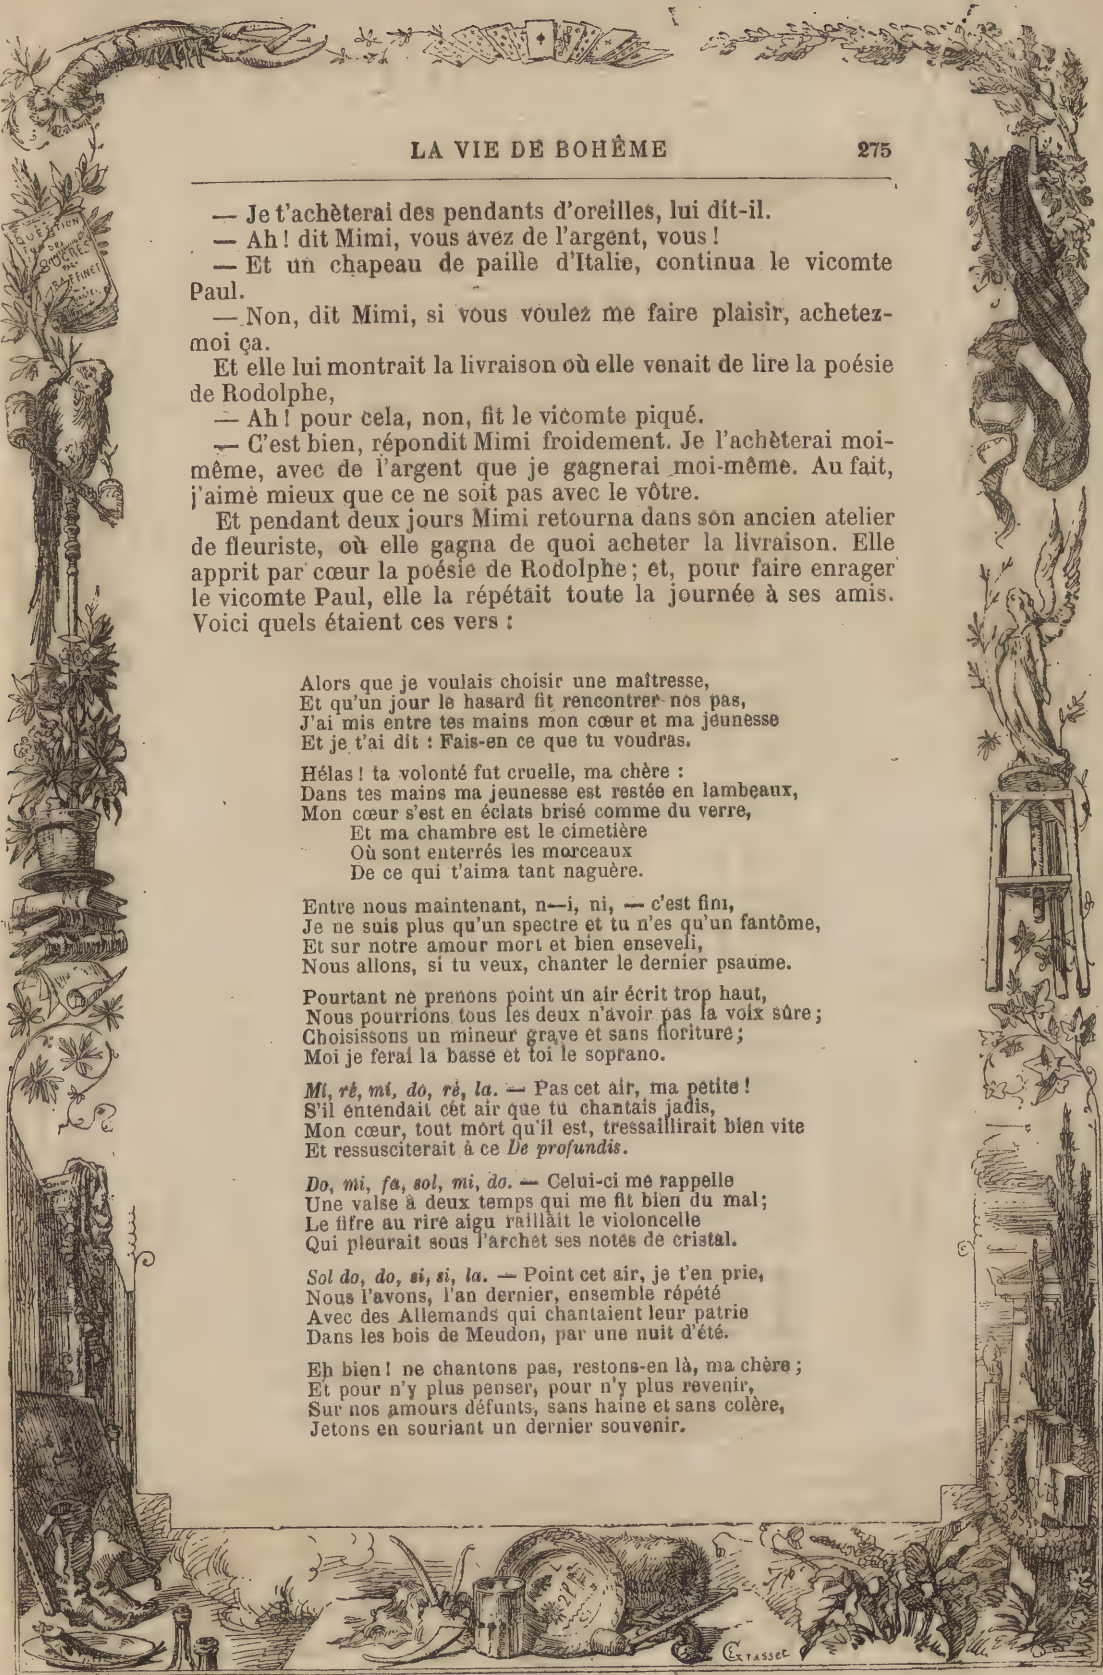 LA VIE DE BOHÊME 275
— Je t'achèterai des pendants d'oreilles, lui dit-il.
— Ah ! dit Mimi, vous avez de l'argent, vous !
— Et un chapeau de paille d'Italie, continua le vicomte
Paul.
— Non, dit Mimi, si vous voulez me faire plaisir, achetez-
moi ça.
Et elle lui montrait la livraison où elle venait de lire la poésie
de Rodolphe,
— Ah ! pour cela, non, fit le vicomte piqué.
— C'est bien, répondit Mimi froidement. Je l'achèterai moi-
même, avec de l'argent que je gagnerai moi-même. Au fait,
j'aime mieux que ce ne soit pas avec le vôtre.
Et pendant deux jours Mimi retourna dans son ancien atelier
de fleuriste, où elle gagna de quoi acheter la livraison. Elle
apprit par cœur la poésie de Rodolphe ; et, pour faire enrager
le vicomte Paul, elle la répétait toute la journée à ses amis.
Voici quels étaient ces vers :
Alors que je voulais choisir une maîtresse,
Et qu'un jour le hasard fit rencontrer nos pas,
J'ai mis entre tes mains mon cœur et ma jeunesse
Et je t'ai dit : Fais-en ce que tu voudras.
Hélas ! ta volonté fut cruelle, ma chère :
Dans tes mains ma jeunesse est restée en lambeaux,
Mon cœur s'est en éclats brisé comme du verre,
Et ma chambre est le cimetière
Où sont enterrés les morceaux
De ce qui t'aima tant naguère.
Entre nous maintenant, n—i, ni, — c'est fini,
Je ne suis plus qu'un spectre et tu n'es qu'un fantôme,
Et sur notre amour mort et bien enseveli,
Nous allons, si tu veux, chanter le dernier psaume.
Pourtant ne prenons point un air écrit trop haut,
Nous pourrions tous les deux n'avoir pas la voix sûre ;
Choisissons un mineur grave et sans fioriture ;
Moi je ferai la basse et toi le soprano.
Mi, ré, mi, do, ré, la. — Pas cet air, ma petite !
S'il entendait cet air que tu chantais jadis,
Mon cœur, tout mort qu'il est, tressaillirait bien vite
Et ressusciterait à ce De profundis.
Do, mi, fa, sol, mi, do. — Celui-ci me rappelle
Une valse à deux temps qui me fit bien du mal ;
Le fifre au rire aigu raillait le violoncelle
Qui pleurait sous l'archet ses notes de cristal.
Sol do, do, si, si, la. — Point cet air, je t'en prie,
Nous l'avons, l'an dernier, ensemble répété
Avec des Allemands qui chantaient leur patrie
Dans les bois de Meudon, par une nuit d'été.
Eh bien ! ne chantons pas, restons-en là, ma chère ;
Et pour n'y plus penser, pour n'y plus revenir,
Sur nos amours défunts, sans haine et sans colère,
Jetons en souriant un dernier souvenir.
QUESTION
DES
SUCRES
RAFFINET